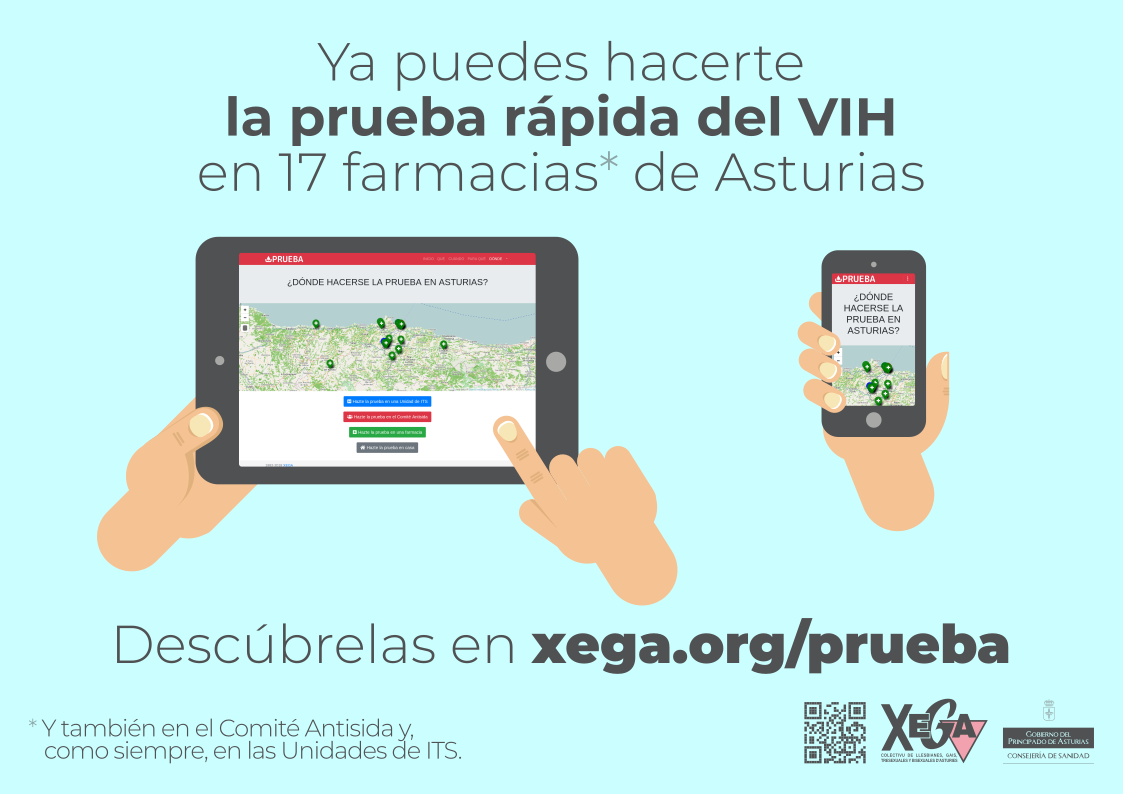 Ya puedes hacerte
la prueba rápida del VIH
en 17 farmacias* de Asturias
PRUEBA
DÓNDE
¿DÓNDE HACERSE LA PRUEBA EN ASTURIAS?
Hazte la prueba en una Unidad de ITS
Hazte la prueba en el Comité Antisida
Hazte la prueba en una farmacia
Hazte la prueba en casa
PRUEBA
¿DÓNDE
HACERSE LA
PRUEBA EN
ASTURIAS?
Descúbrelas en xega.org/prueba
* Y también en el Comité Antisida y,
como siempre, en las Unidades de ITS.
XEGA
COLECTIVU DE LLESBIANES, GAIS,
TRESEXUALES Y BISEXUALES D'ASTURIES
GOBIERNO DEL
PRINCIPADO DE ASTURIAS
CONSEJERÍA DE SANIDAD